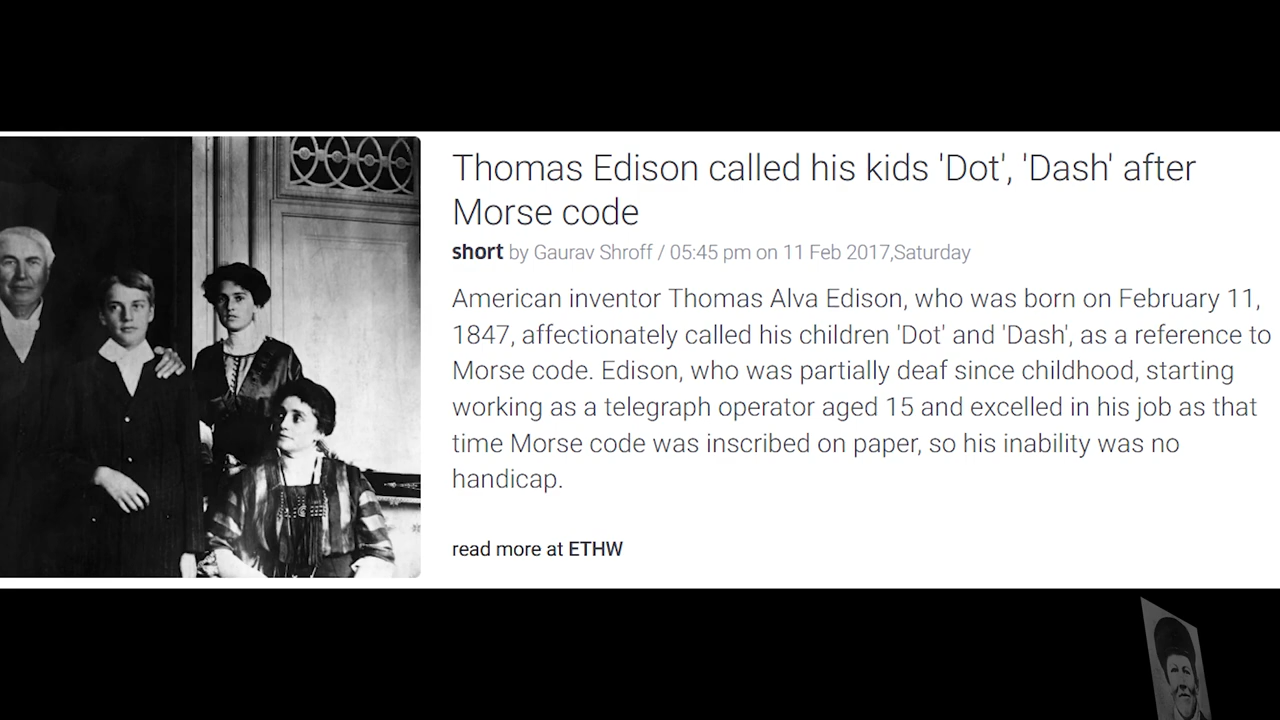 Thomas Edison called his kids 'Dot', 'Dash' after
Morse code
short by Gaurav Shroff / 05:45 pm on 11 Feb 2017,Saturday
American inventor Thomas Alva Edison, who was born on February 11,
1847, affectionately called his children 'Dot' and 'Dash', as a reference to
Morse code. Edison, who was partially deaf since childhood, starting
working as a telegraph operator aged 15 and excelled in his job as that
time Morse code was inscribed on paper, so his inability was no
handicap.
read more at ETHW